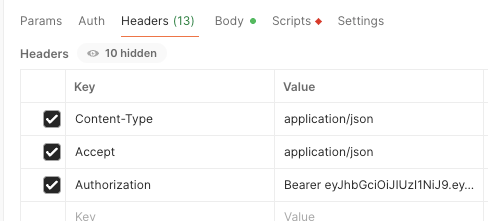 Params Auth Headers (13) Body Scripts Settings
Headers 10 hidden
Key Value
Content-Type application/json
Accept application/json
Authorization Bearer eyJhbGciOiJIUzI1NiJ9.ey...
Key Value